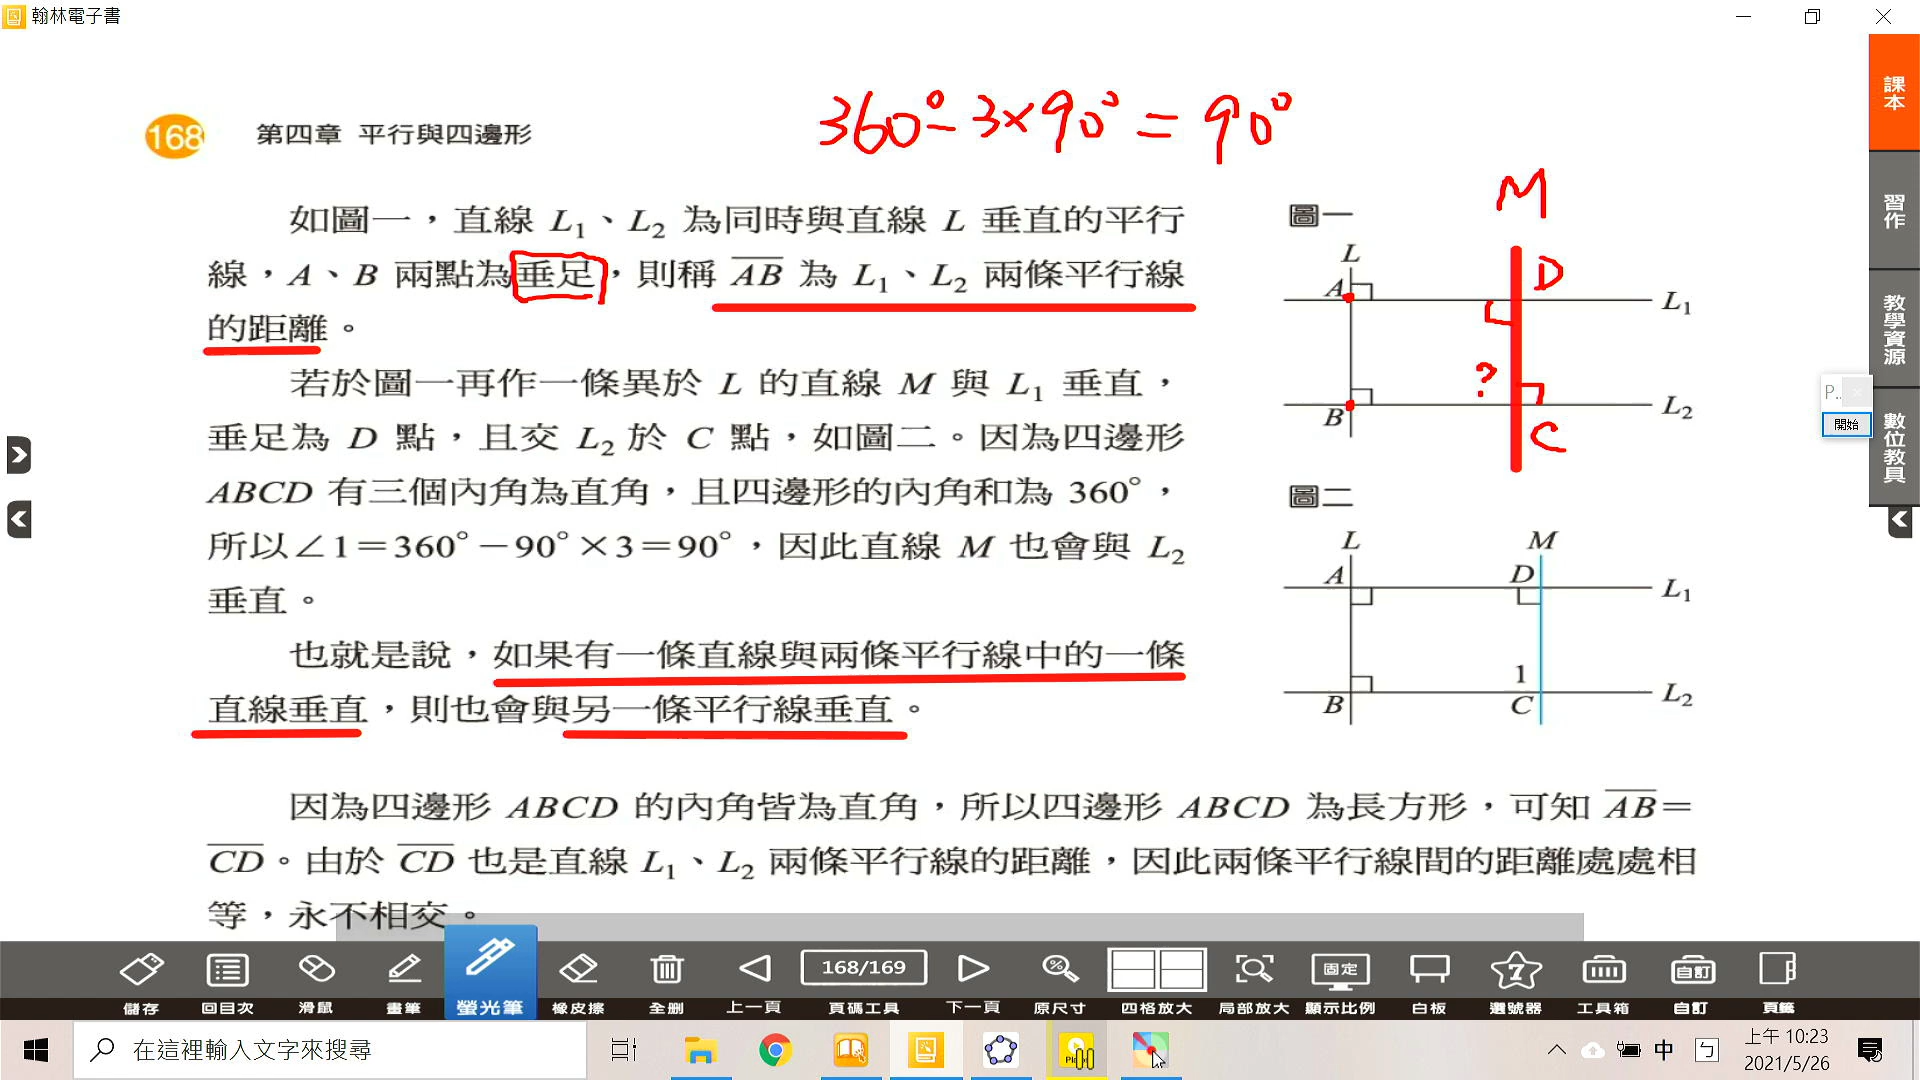 翰林電子書
360°-3×90°=90°
168 第四章 平行與四邊形
如圖一，直線 L₁、L₂ 為同時與直線 L 垂直的平行
線，A、B 兩點為垂足，則稱 A̅B̅ 為 L₁、L₂ 兩條平行線
的距離。
若於圖一再作一條異於 L 的直線 M 與 L₁ 垂直，
垂足為 D 點，且交 L₂ 於 C 點，如圖二。因為四邊形
ABCD 有三個內角為直角，且四邊形的內角和為 360°，
所以∠1＝360°－90°×3＝90°，因此直線 M 也會與 L₂
垂直。
也就是說，如果有一條直線與兩條平行線中的一條
直線垂直，則也會與另一條平行線垂直。
因為四邊形 ABCD 的內角皆為直角，所以四邊形 ABCD 為長方形，可知 A̅B̅＝
C̅D̅。由於 C̅D̅ 也是直線 L₁、L₂ 兩條平行線的距離，因此兩條平行線間的距離處處相
等，永不相交。
圖一
M
L
A
D
L₁
?
B
C
L₂
圖二
L
M
A
D
L₁
1
B
C
L₂
課本
習作
教學資源
數位教具
P..
開始
168/169
固定
7
自訂
儲存 回目次 滑鼠 畫筆 螢光筆 橡皮擦 全刪 上一頁 頁碼工具 下一頁 原尺寸 四格放大 局部放大 顯示比例 白板 選號器 工具箱 自訂 頁籤
在這裡輸入文字來搜尋
中
ㄅ
上午 10:23
2021/5/26